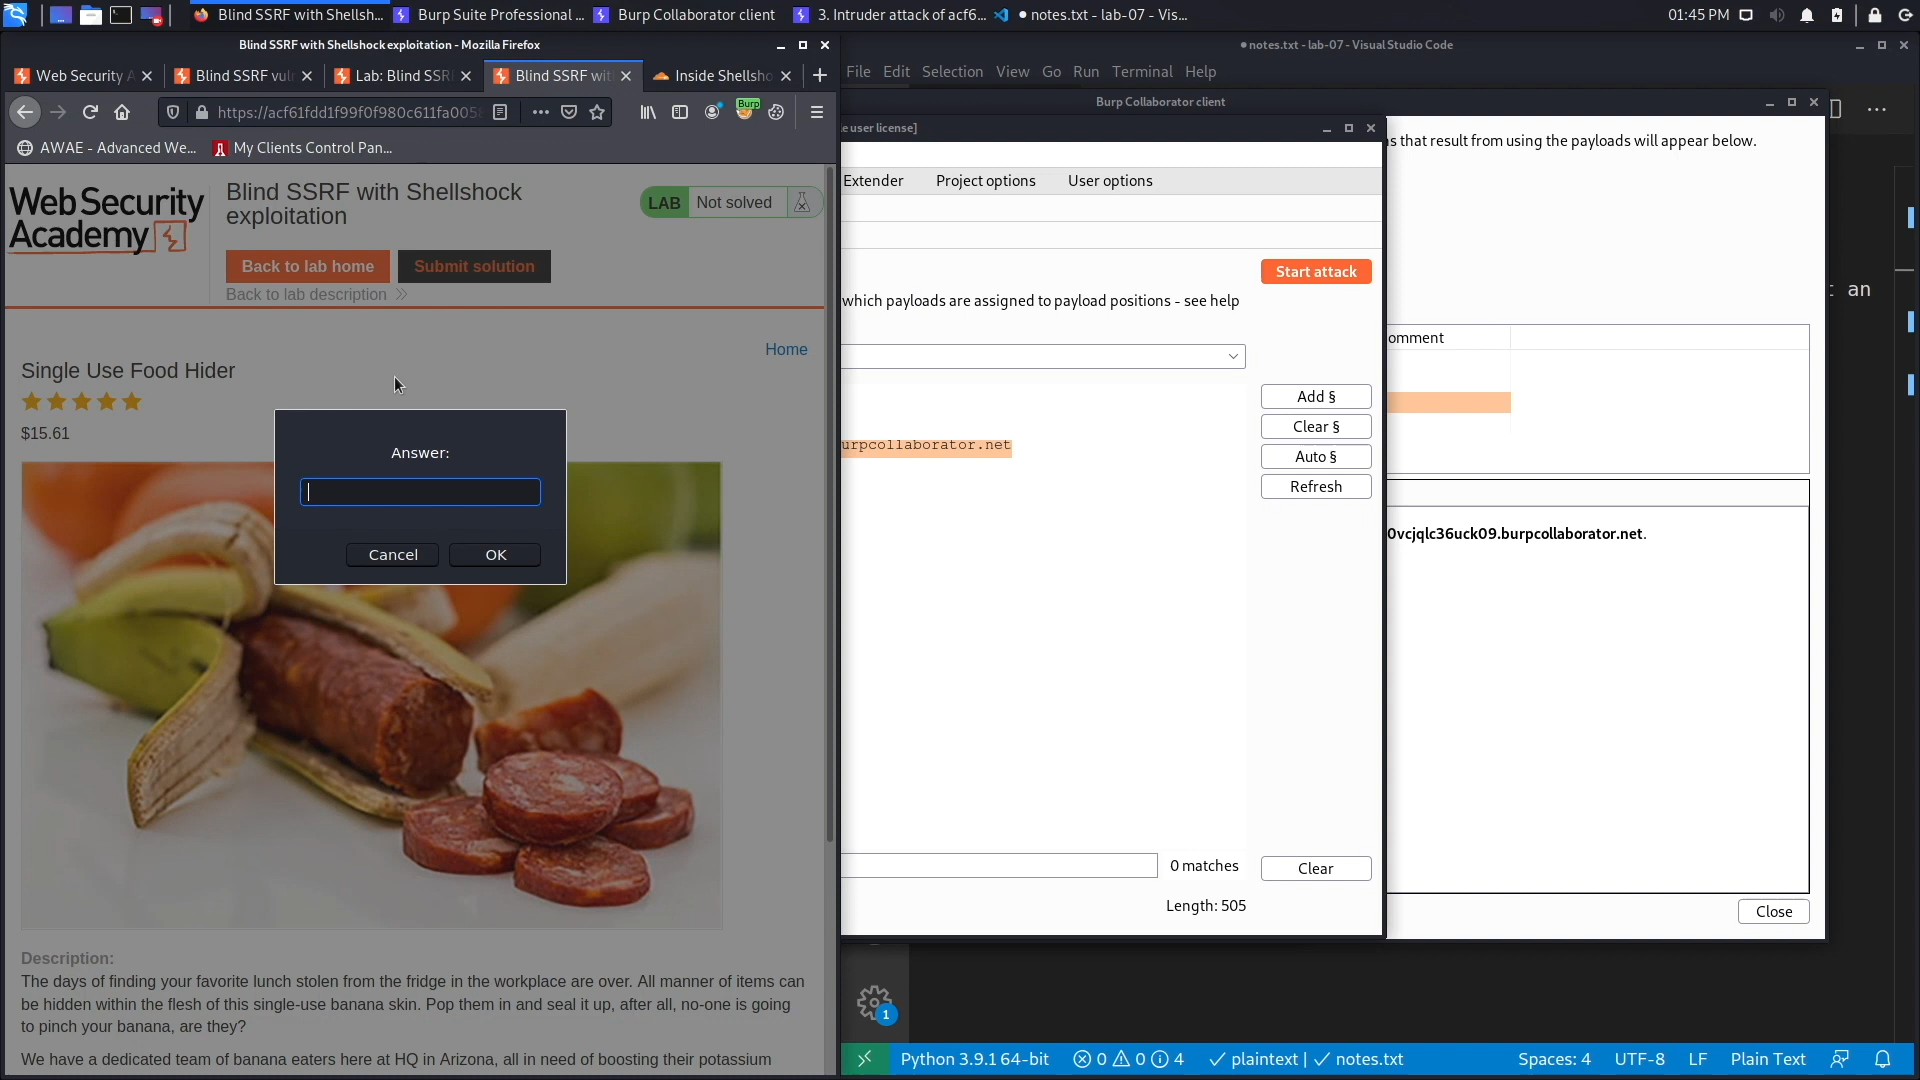 Blind SSRF with Shellsh...
Burp Suite Professional ...
Burp Collaborator client
3. Intruder attack of acf6...
notes.txt - lab-07 - Vis...
01:45 PM
Blind SSRF with Shellshock exploitation - Mozilla Firefox
Web Security A
Blind SSRF vul
Lab: Blind SSR
Blind SSRF wit
Inside Shellsho
https://acf61fdd1f99f0f980c611fa005
Burp
AWAE - Advanced We...
My Clients Control Pan...
Web Security
Academy
Blind SSRF with Shellshock
exploitation
LAB
Not solved
Back to lab home
Submit solution
Back to lab description
Home
Single Use Food Hider
$15.61
Answer:
Cancel
OK
Description:
The days of finding your favorite lunch stolen from the fridge in the workplace are over. All manner of items can
be hidden within the flesh of this single-use banana skin. Pop them in and seal it up, after all, no-one is going
to pinch your banana, are they?
We have a dedicated team of banana eaters here at HQ in Arizona, all in need of boosting their potassium
notes.txt - lab-07 - Visual Studio Code
File Edit Selection View Go Run Terminal Help
Burp Collaborator client
e user license]
s that result from using the payloads will appear below.
Extender
Project options
User options
Start attack
which payloads are assigned to payload positions - see help
an
omment
Add §
urpcollaborator.net
Clear §
Auto §
Refresh
0vcjqlc36uck09.burpcollaborator.net.
0 matches
Clear
Length: 505
Close
1
Python 3.9.1 64-bit
0 0 4
plaintext | notes.txt
Spaces: 4
UTF-8
LF
Plain Text